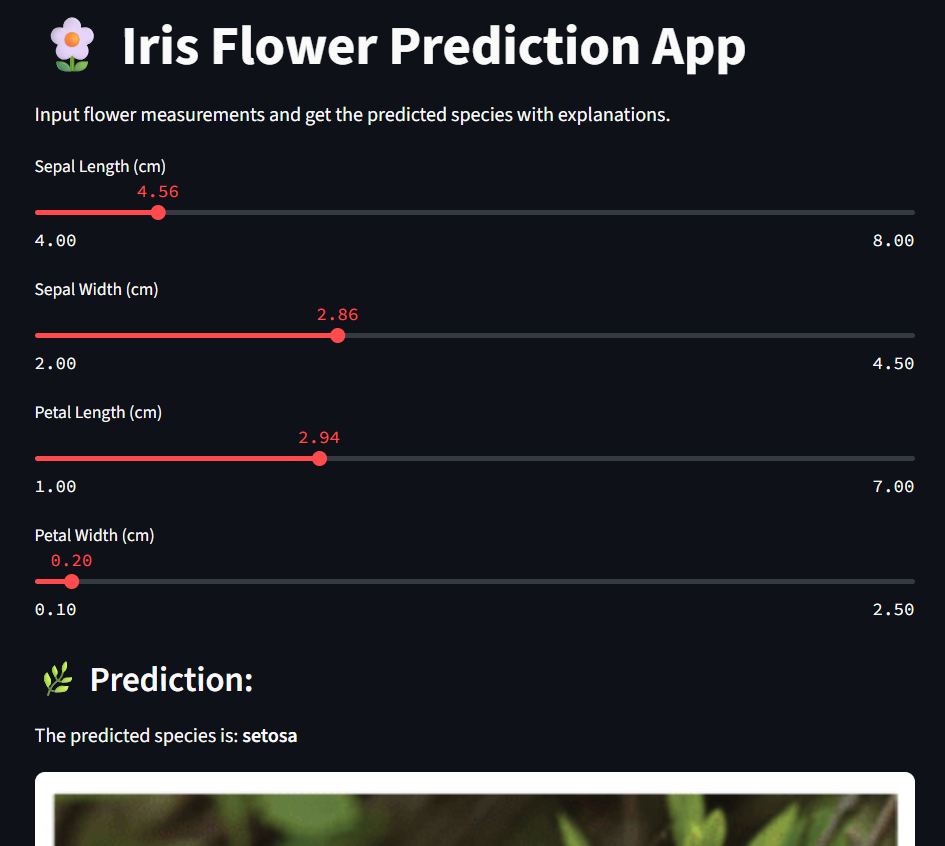 Iris Flower Prediction App
Input flower measurements and get the predicted species with explanations.
Sepal Length (cm)
4.56
4.00 8.00
Sepal Width (cm)
2.86
2.00 4.50
Petal Length (cm)
2.94
1.00 7.00
Petal Width (cm)
0.20
0.10 2.50
Prediction:
The predicted species is: setosa